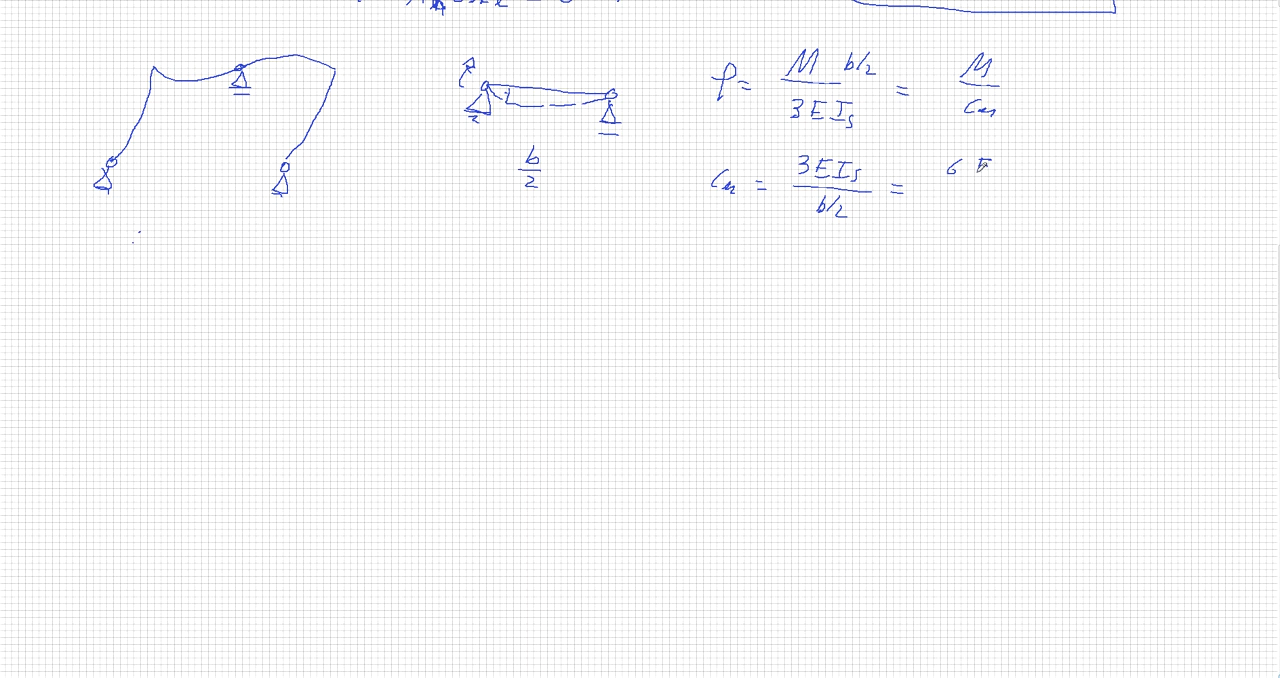 φ = M b/2 / 3EI_s = M / C_M
b/2
C_M = 3EI_s / b/2 = 6 E